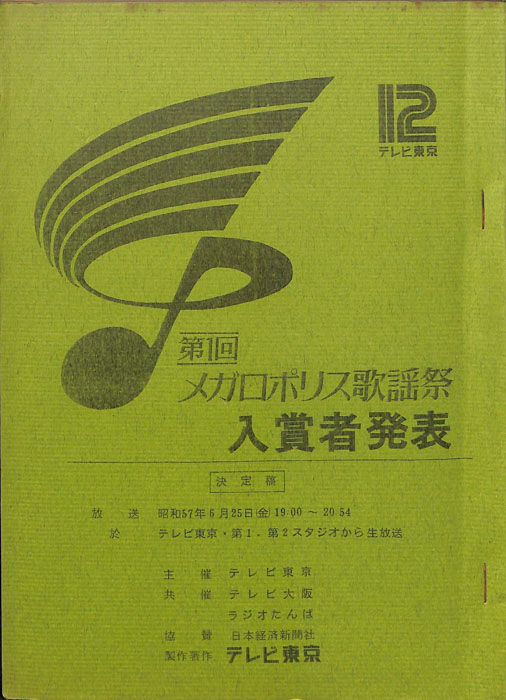 12
テレビ東京
第1回
メガロポリス歌謡祭
入賞者発表
決定稿
放送 昭和57年6月25日(金)19:00〜20:54
於 テレビ東京・第1、第2スタジオから生放送
主催 テレビ東京
共催 テレビ大阪
ラジオたんぱ
協賛 日本経済新聞社
製作著作 テレビ東京